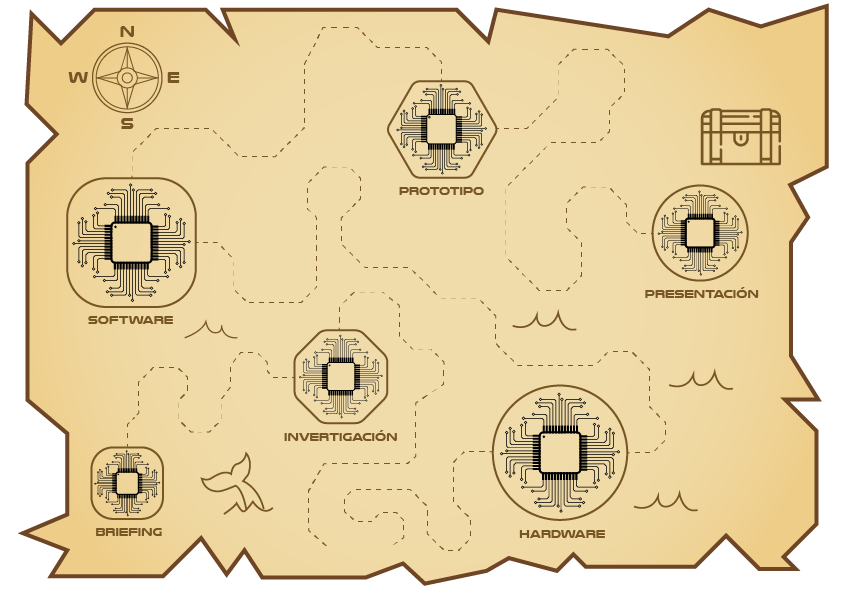 N
W
E
S
PROTOTIPO
PRESENTACIÓN
SOFTWARE
INVERTIGACIÓN
BRIEFING
HARDWARE